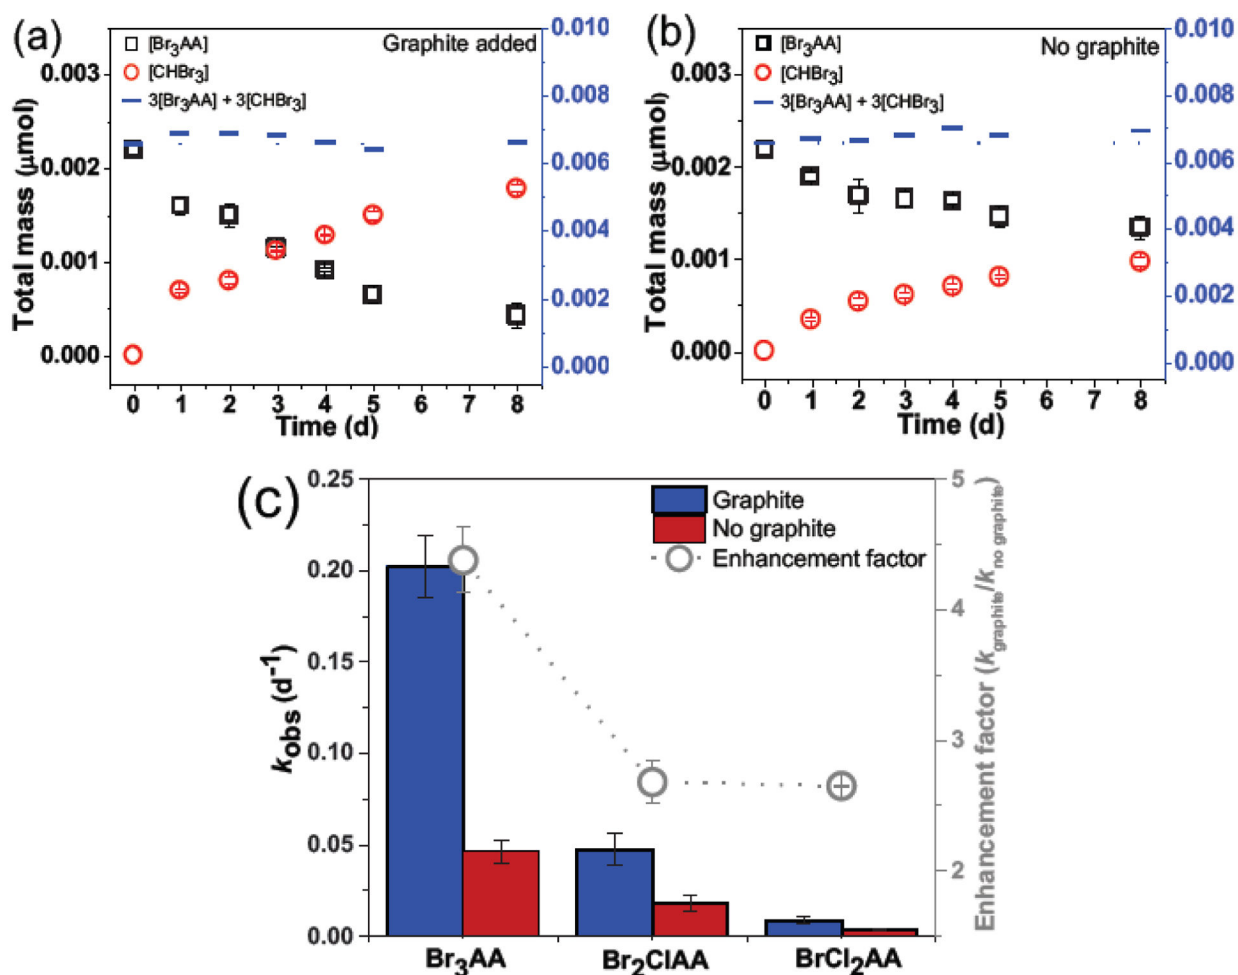 (a)
Graphite added
[Br₃AA]
[CHBr₃]
3[Br₃AA] + 3[CHBr₃]
Total mass (μmol)
0.003
0.002
0.001
0.000
0.010
0.008
0.006
0.004
0.002
0.000
0 1 2 3 4 5 6 7 8
Time (d)
(b)
No graphite
[Br₃AA]
[CHBr₃]
3[Br₃AA] + 3[CHBr₃]
Total mass (μmol)
0.003
0.002
0.001
0.000
0.010
0.008
0.006
0.004
0.002
0.000
0 1 2 3 4 5 6 7 8
Time (d)
(c)
Graphite
No graphite
Enhancement factor
k_obs (d⁻¹)
0.25
0.20
0.15
0.10
0.05
0.00
5
4
3
2
Enhancement factor (k_graphite/k_no graphite)
Br₃AA Br₂ClAA BrCl₂AA